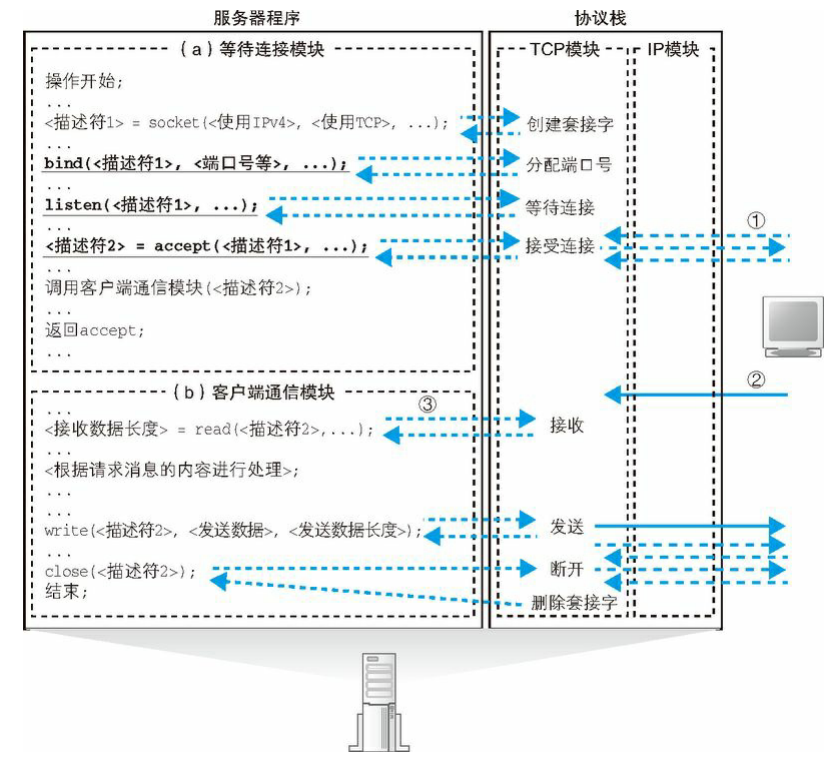 服务器程序
协议栈
(a)等待连接模块
TCP模块
IP模块
操作开始;
...
<描述符1> = socket(<使用IPv4>, <使用TCP>, ...);
创建套接字
...
bind(<描述符1>, <端口号等>, ...);
分配端口号
...
listen(<描述符1>, ...);
等待连接
...
①
<描述符2> = accept(<描述符1>, ...);
接受连接
...
调用客户端通信模块(<描述符2>);
...
返回accept;
...
②
(b)客户端通信模块
...
③
<接收数据长度> = read(<描述符2>,...);
接收
...
<根据请求消息的内容进行处理>;
...
...
write(<描述符2>, <发送数据>, <发送数据长度>);
发送
...
close(<描述符2>);
断开
结束;
删除套接字